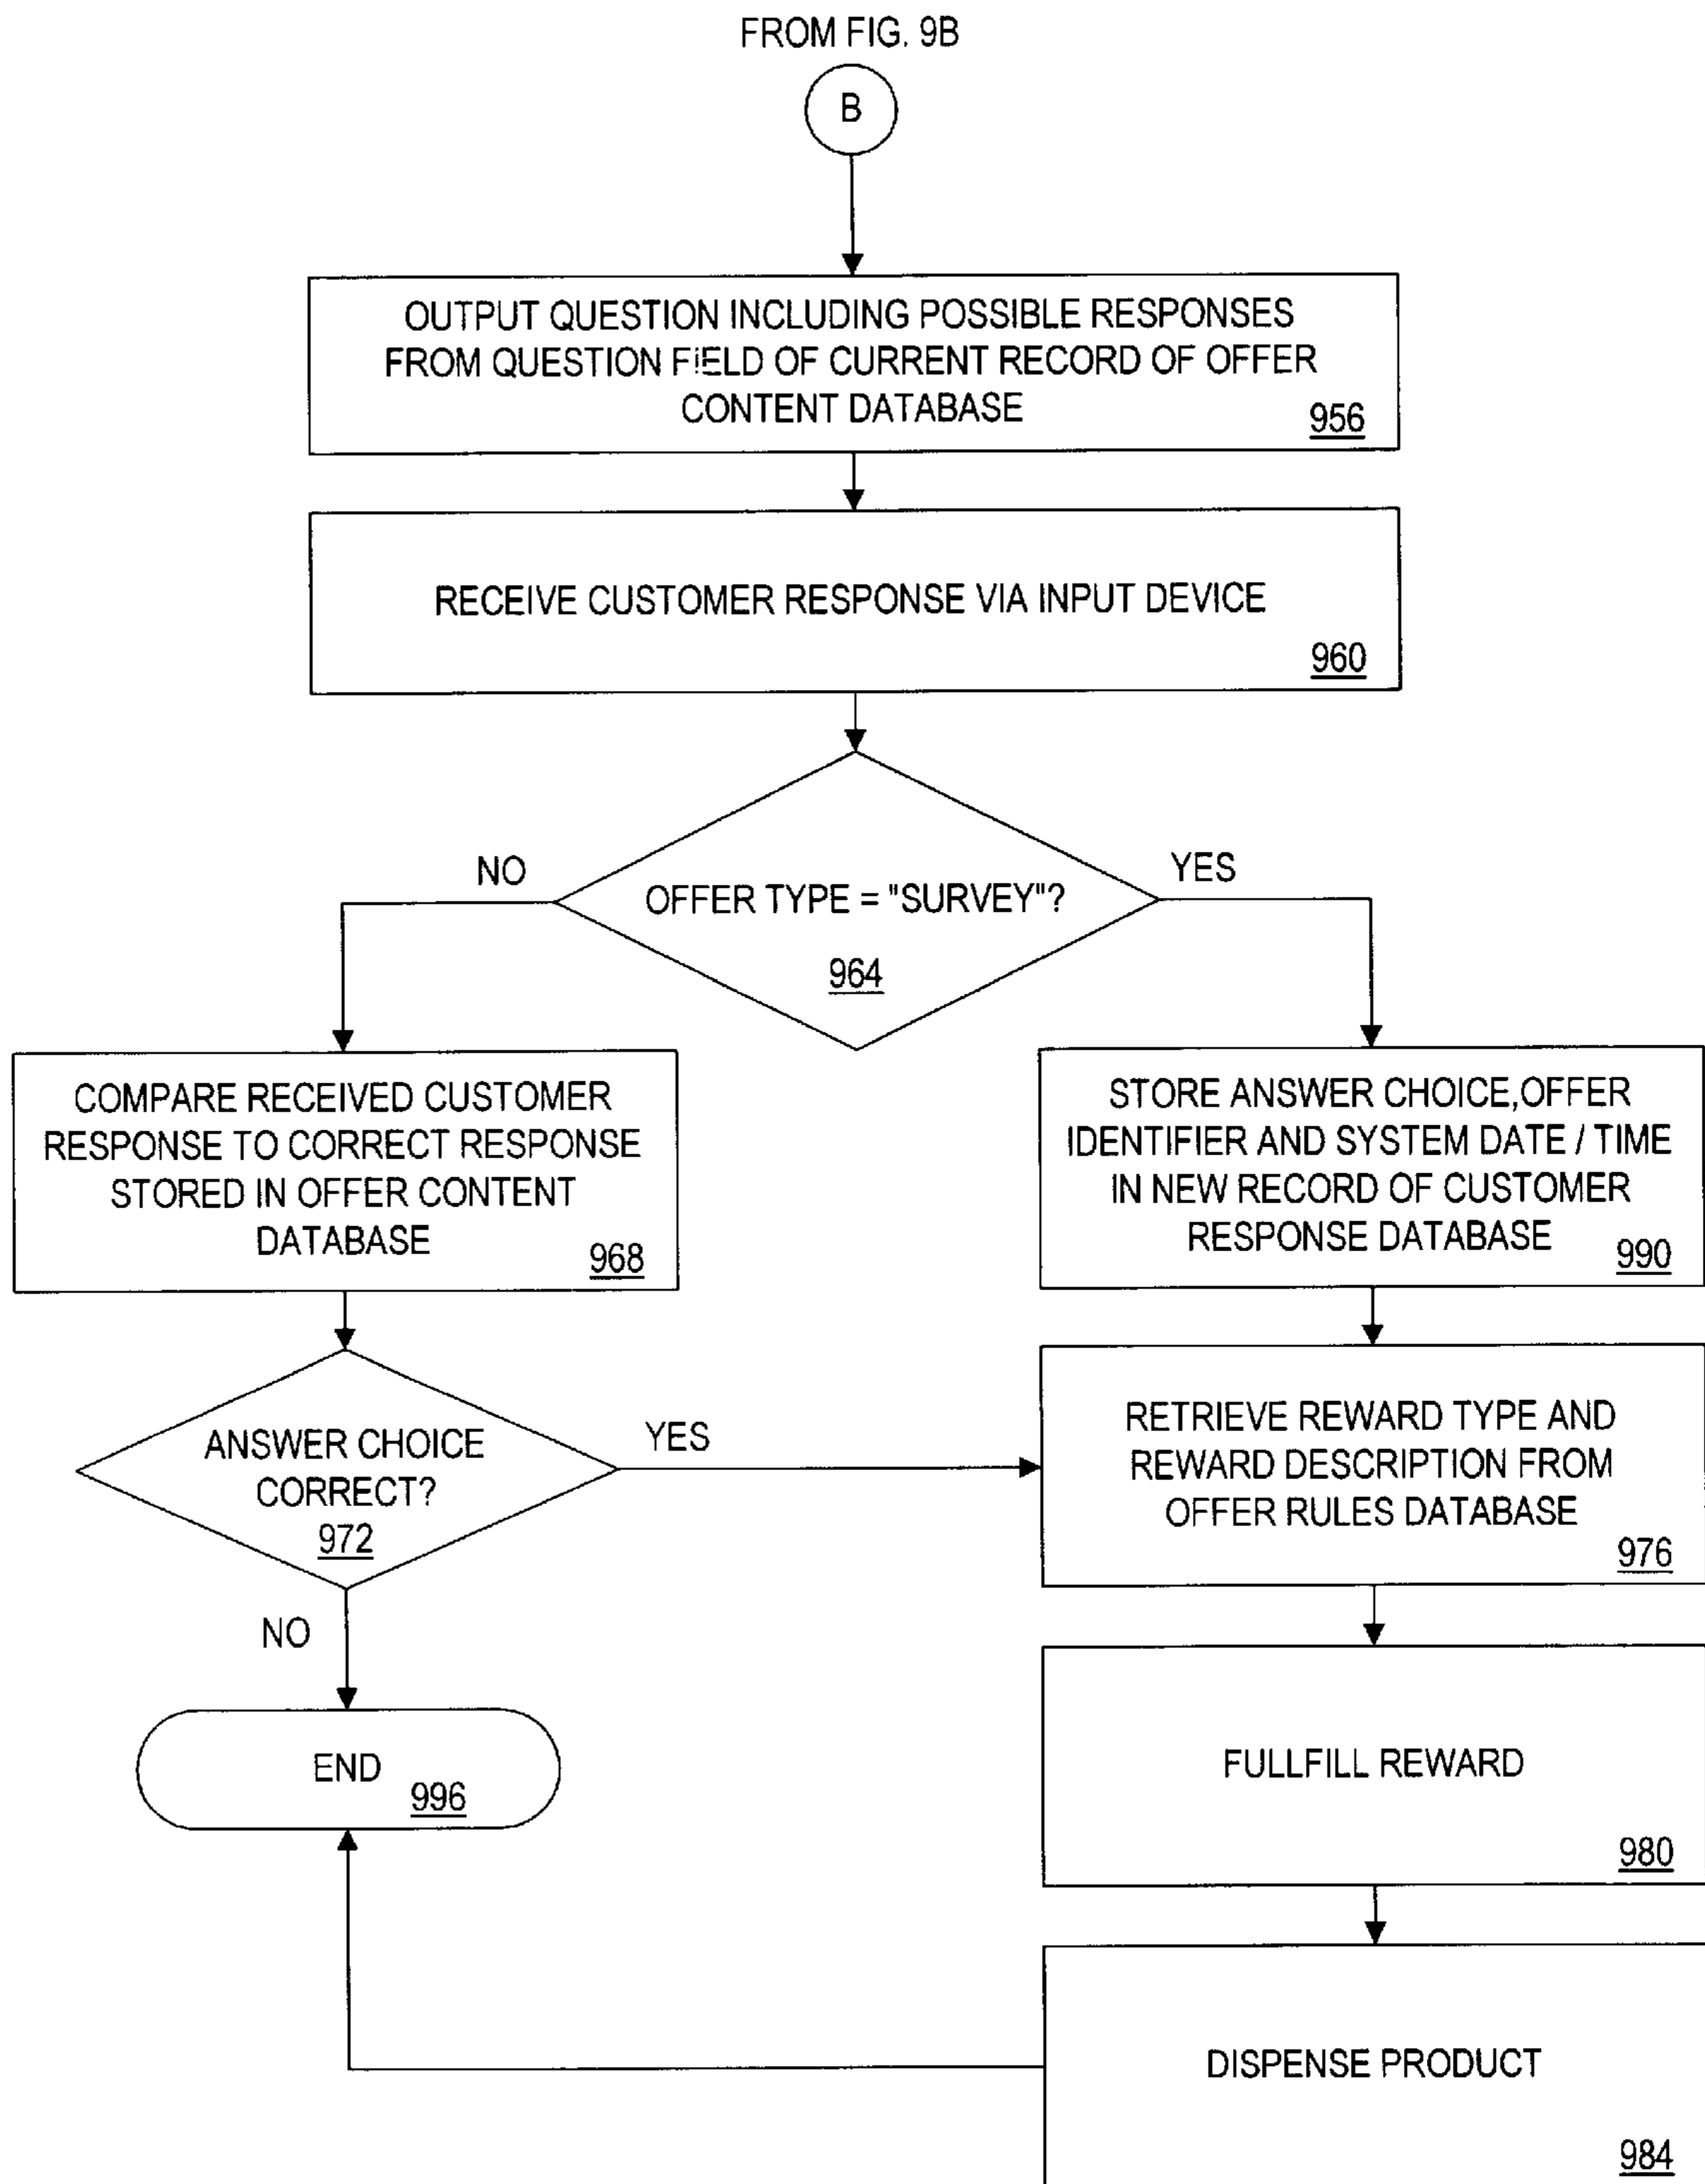 FROM FIG. 9B
B
OUTPUT QUESTION INCLUDING POSSIBLE RESPONSES
FROM QUESTION FIELD OF CURRENT RECORD OF OFFER
CONTENT DATABASE
956
RECEIVE CUSTOMER RESPONSE VIA INPUT DEVICE
960
NO
YES
OFFER TYPE = "SURVEY"?
964
COMPARE RECEIVED CUSTOMER
RESPONSE TO CORRECT RESPONSE
STORED IN OFFER CONTENT
DATABASE
968
STORE ANSWER CHOICE,OFFER
IDENTIFIER AND SYSTEM DATE / TIME
IN NEW RECORD OF CUSTOMER
RESPONSE DATABASE
990
ANSWER CHOICE
CORRECT?
972
YES
NO
RETRIEVE REWARD TYPE AND
REWARD DESCRIPTION FROM
OFFER RULES DATABASE
976
END
996
FULLFILL REWARD
980
DISPENSE PRODUCT
984